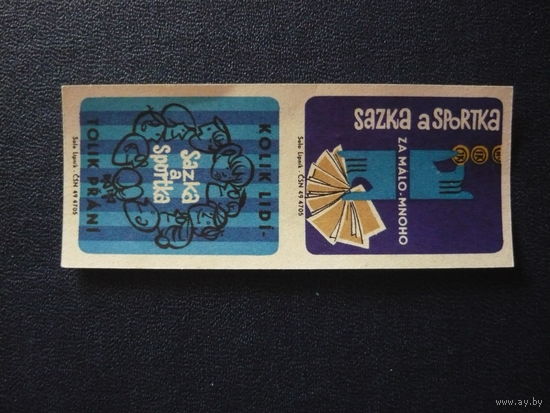 KOLIK LIDÍ-
Sazka
a
Sportka
TOLIK PŘÁNÍ
Solo Lipník - ČSN 49 4705
SAZKA a SPORTKA
ZA MÁLO-MNOHO
Solo Lipník - ČSN 49 4705
www.ay.by